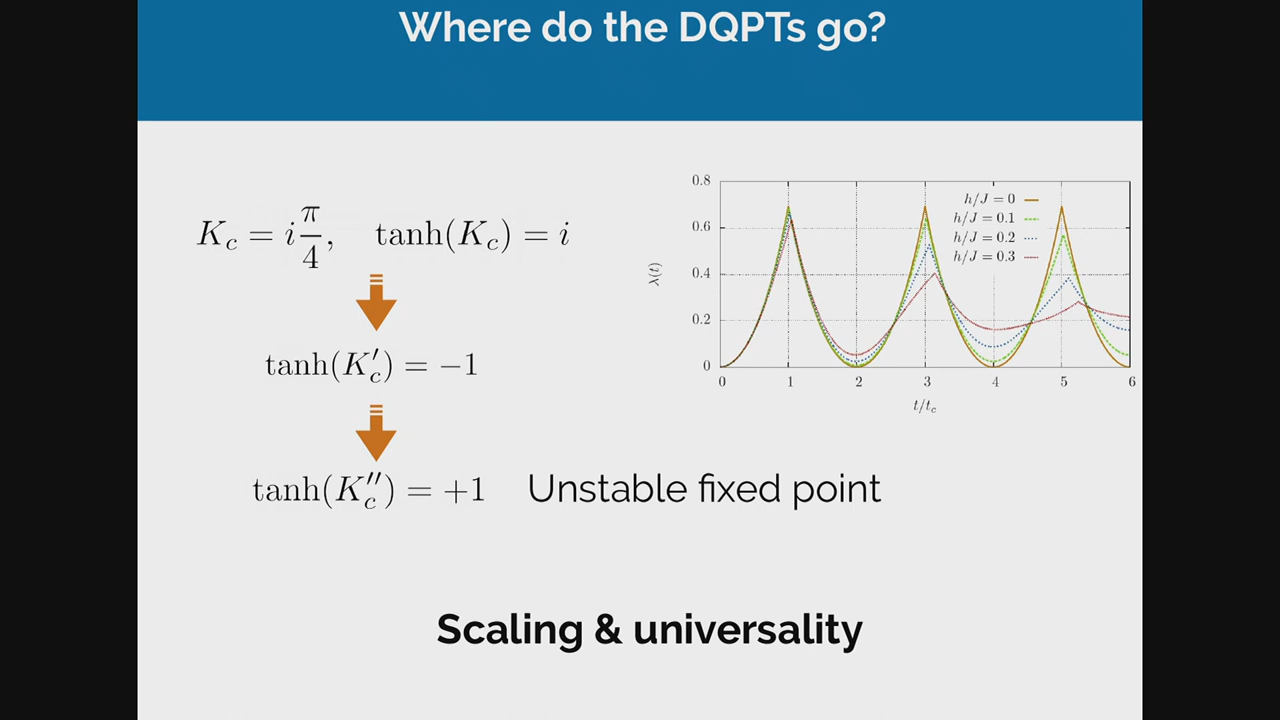 Where do the DQPTs go?
K_c = i π/4, tanh(K_c) = i
tanh(K'_c) = −1
tanh(K''_c) = +1 Unstable fixed point
Scaling & universality
0.8
0.6
0.4
0.2
0
λ(t)
h/J = 0
h/J = 0.1
h/J = 0.2
h/J = 0.3
0 1 2 3 4 5 6
t/t_c